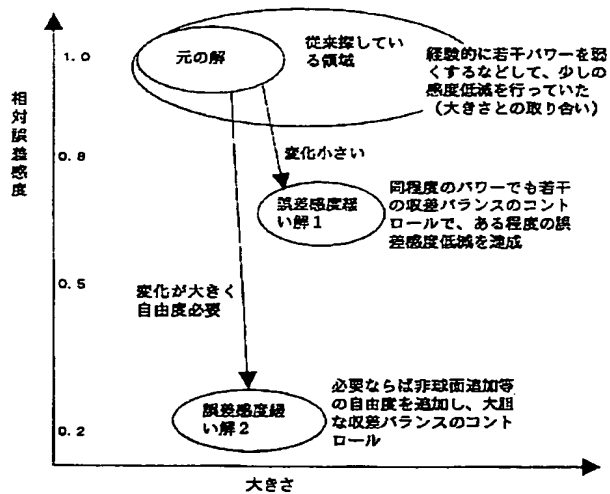 1.0
元の解
従来探してい
る領域
経験的に若干パワーを弱
くするなどして、少しの
感度低減を行っていた
（大きさとの取り合い）
相対誤差感度
0.8
変化小さい
誤差感度緩
い解1
同程度のパワーでも若干
の収差バランスのコント
ロールで、ある程度の誤
差感度低減を達成
0.5
変化が大きく
自由度必要
誤差感度緩
い解2
必要ならば非球面追加等
の自由度を追加し、大胆
な収差バランスのコント
ロール
0.2
大きさ